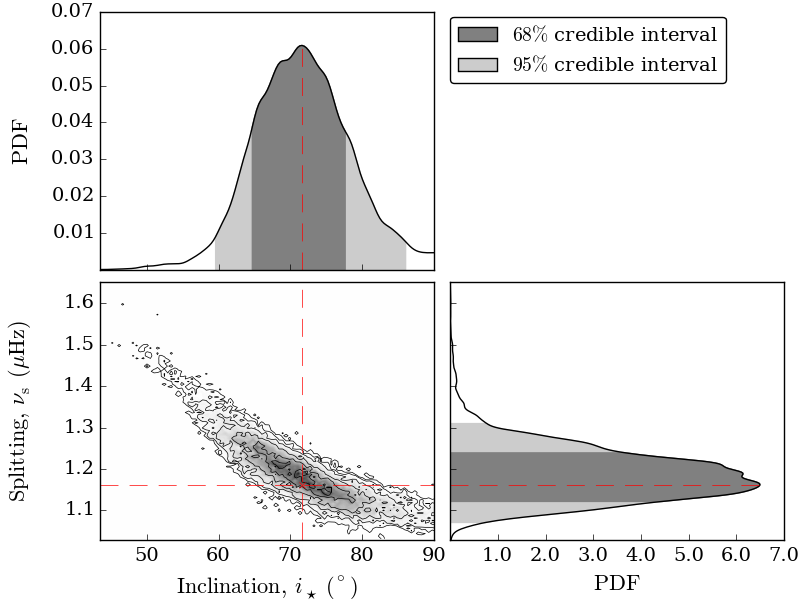 0.07
0.06
0.05
0.04
0.03
0.02
0.01
PDF
68% credible interval
95% credible interval
1.6
1.5
1.4
1.3
1.2
1.1
Splitting, νs (μHz)
50 60 70 80 90
Inclination, i⋆ (°)
1.0 2.0 3.0 4.0 5.0 6.0 7.0
PDF